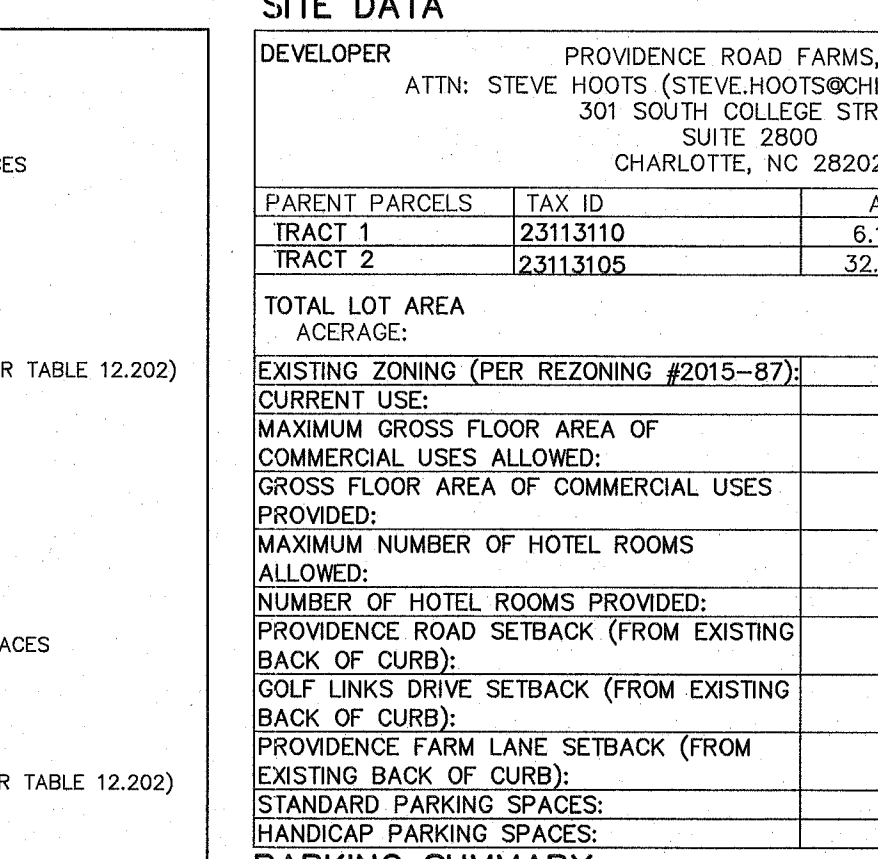 SITE DATA
DEVELOPER PROVIDENCE ROAD FARMS,
ATTN: STEVE HOOTS (STEVE.HOOTS@CH
301 SOUTH COLLEGE STR
SUITE 2800
CHARLOTTE, NC 28202
PARENT PARCELS TAX ID A
TRACT 1 23113110 6.
TRACT 2 23113105 32.
TOTAL LOT AREA
ACERAGE:
EXISTING ZONING (PER REZONING #2015-87):
CURRENT USE:
MAXIMUM GROSS FLOOR AREA OF
COMMERCIAL USES ALLOWED:
GROSS FLOOR AREA OF COMMERCIAL USES
PROVIDED:
MAXIMUM NUMBER OF HOTEL ROOMS
ALLOWED:
NUMBER OF HOTEL ROOMS PROVIDED:
PROVIDENCE ROAD SETBACK (FROM EXISTING
BACK OF CURB):
GOLF LINKS DRIVE SETBACK (FROM EXISTING
BACK OF CURB):
PROVIDENCE FARM LANE SETBACK (FROM
EXISTING BACK OF CURB):
STANDARD PARKING SPACES:
HANDICAP PARKING SPACES:
PARKING SUMMARY
CES
R TABLE 12.202)
ACES
R TABLE 12.202)